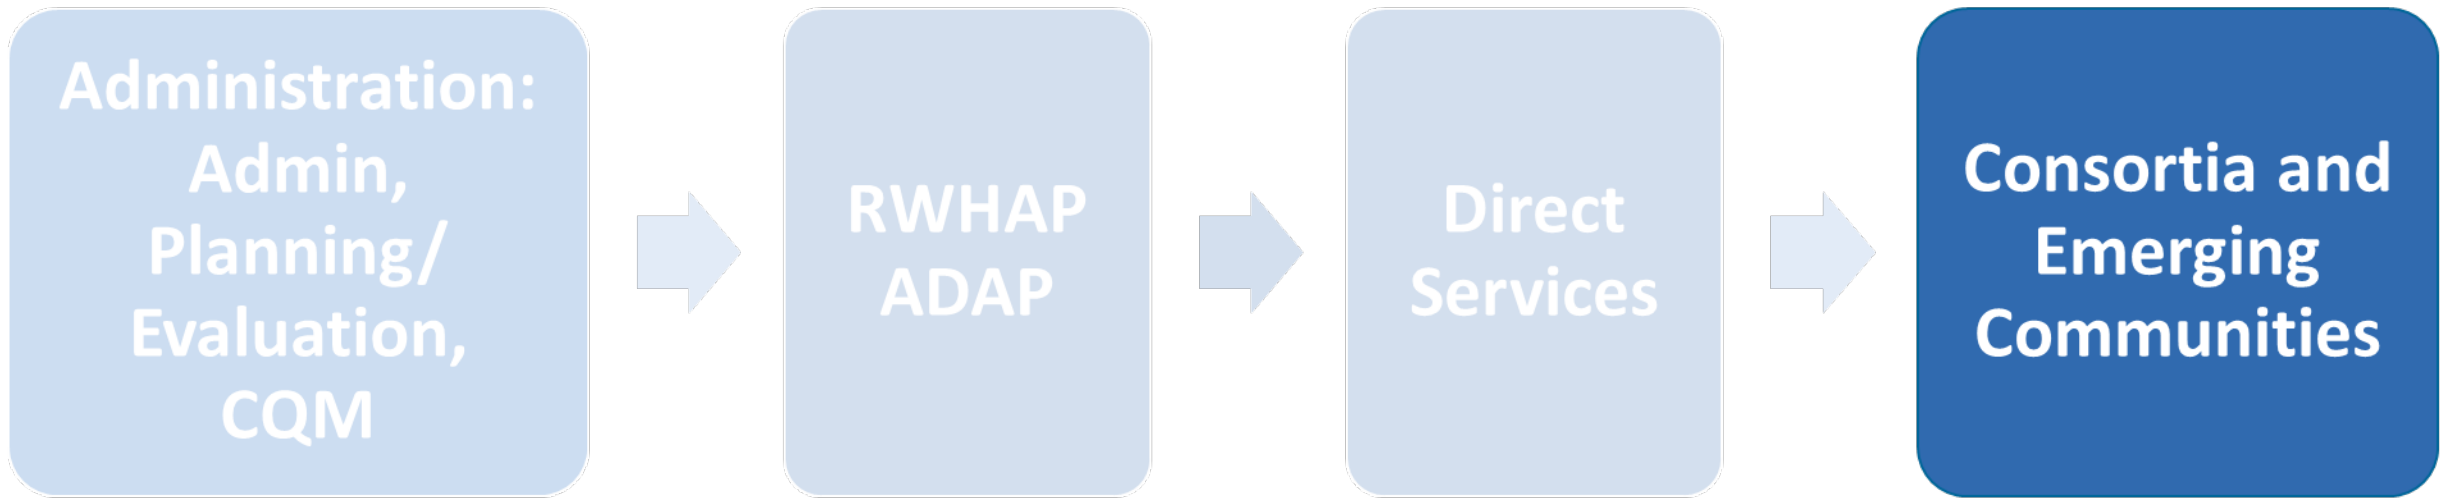 Administration:
Admin,
Planning/
Evaluation,
CQM
RWHAP
ADAP
Direct
Services
Consortia and
Emerging
Communities